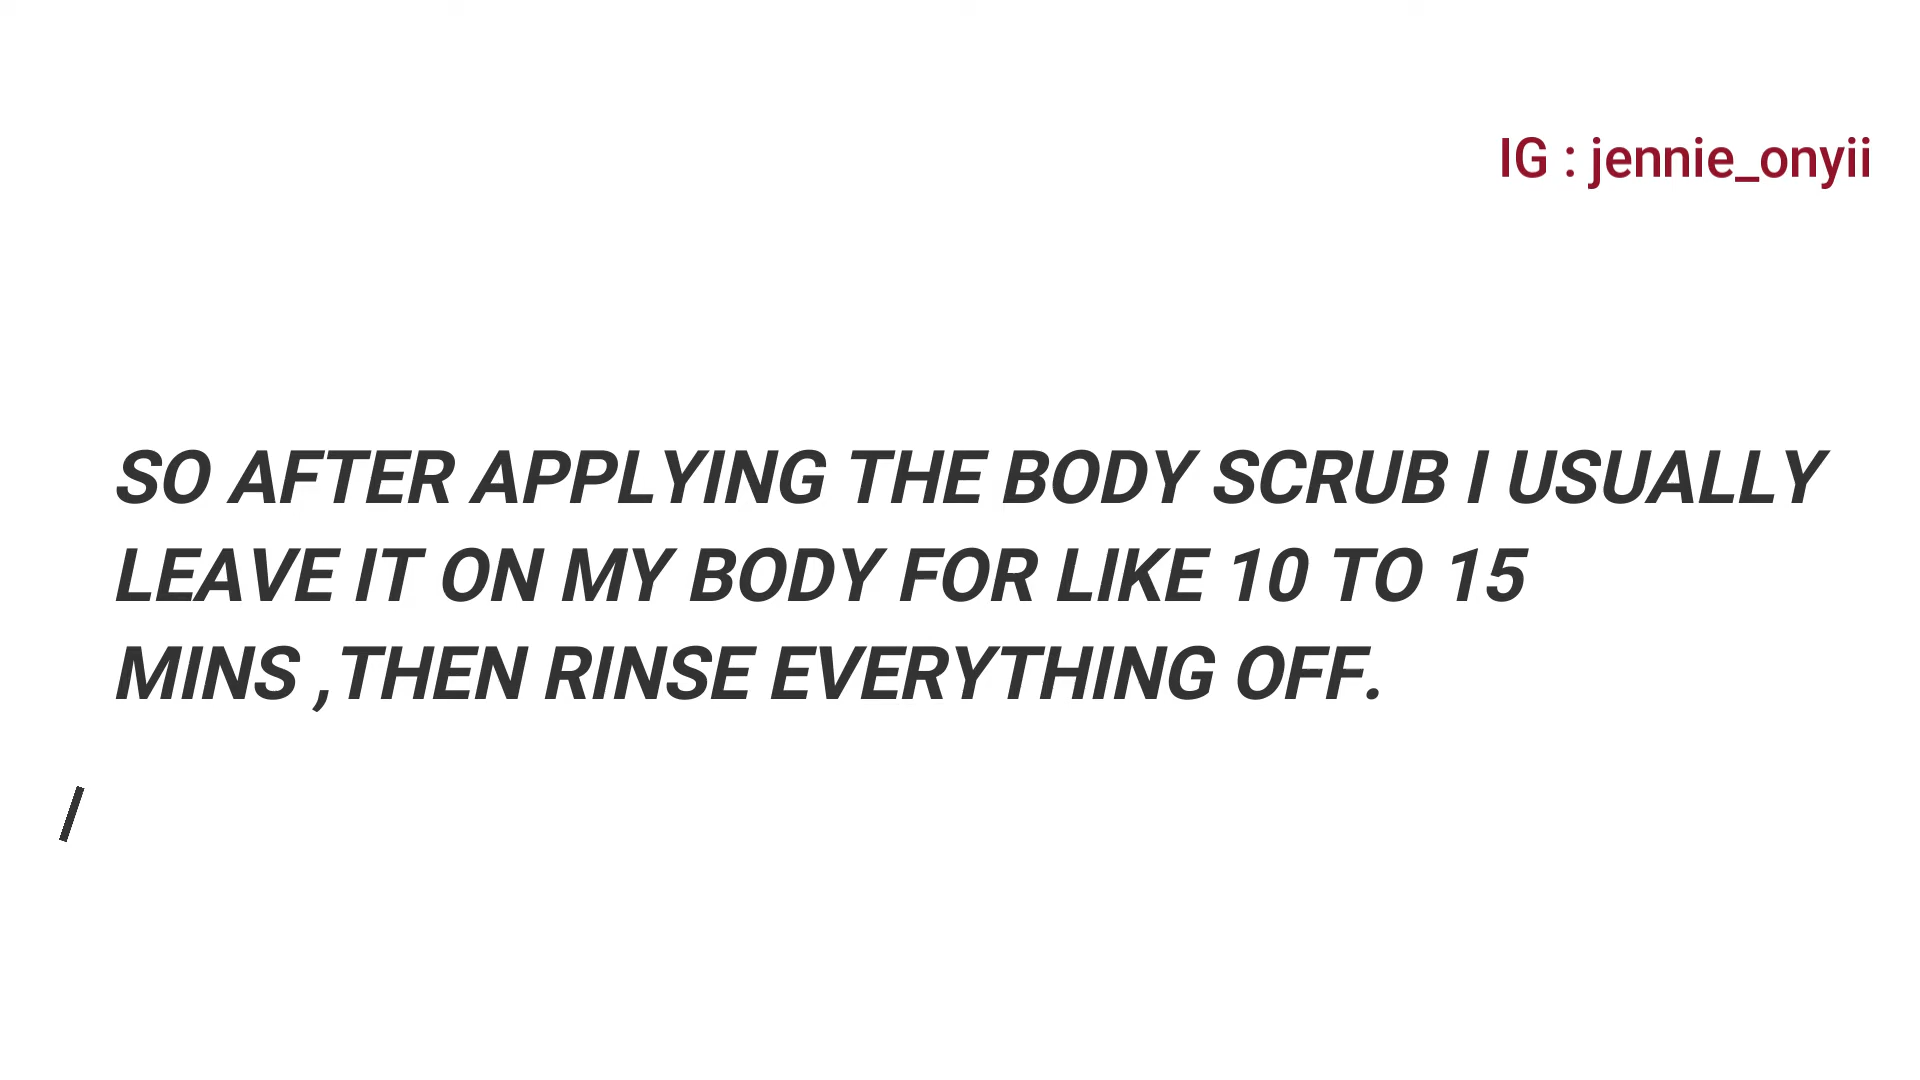 IG : jennie_onyii
SO AFTER APPLYING THE BODY SCRUB I USUALLY
LEAVE IT ON MY BODY FOR LIKE 10 TO 15
MINS ,THEN RINSE EVERYTHING OFF.
/